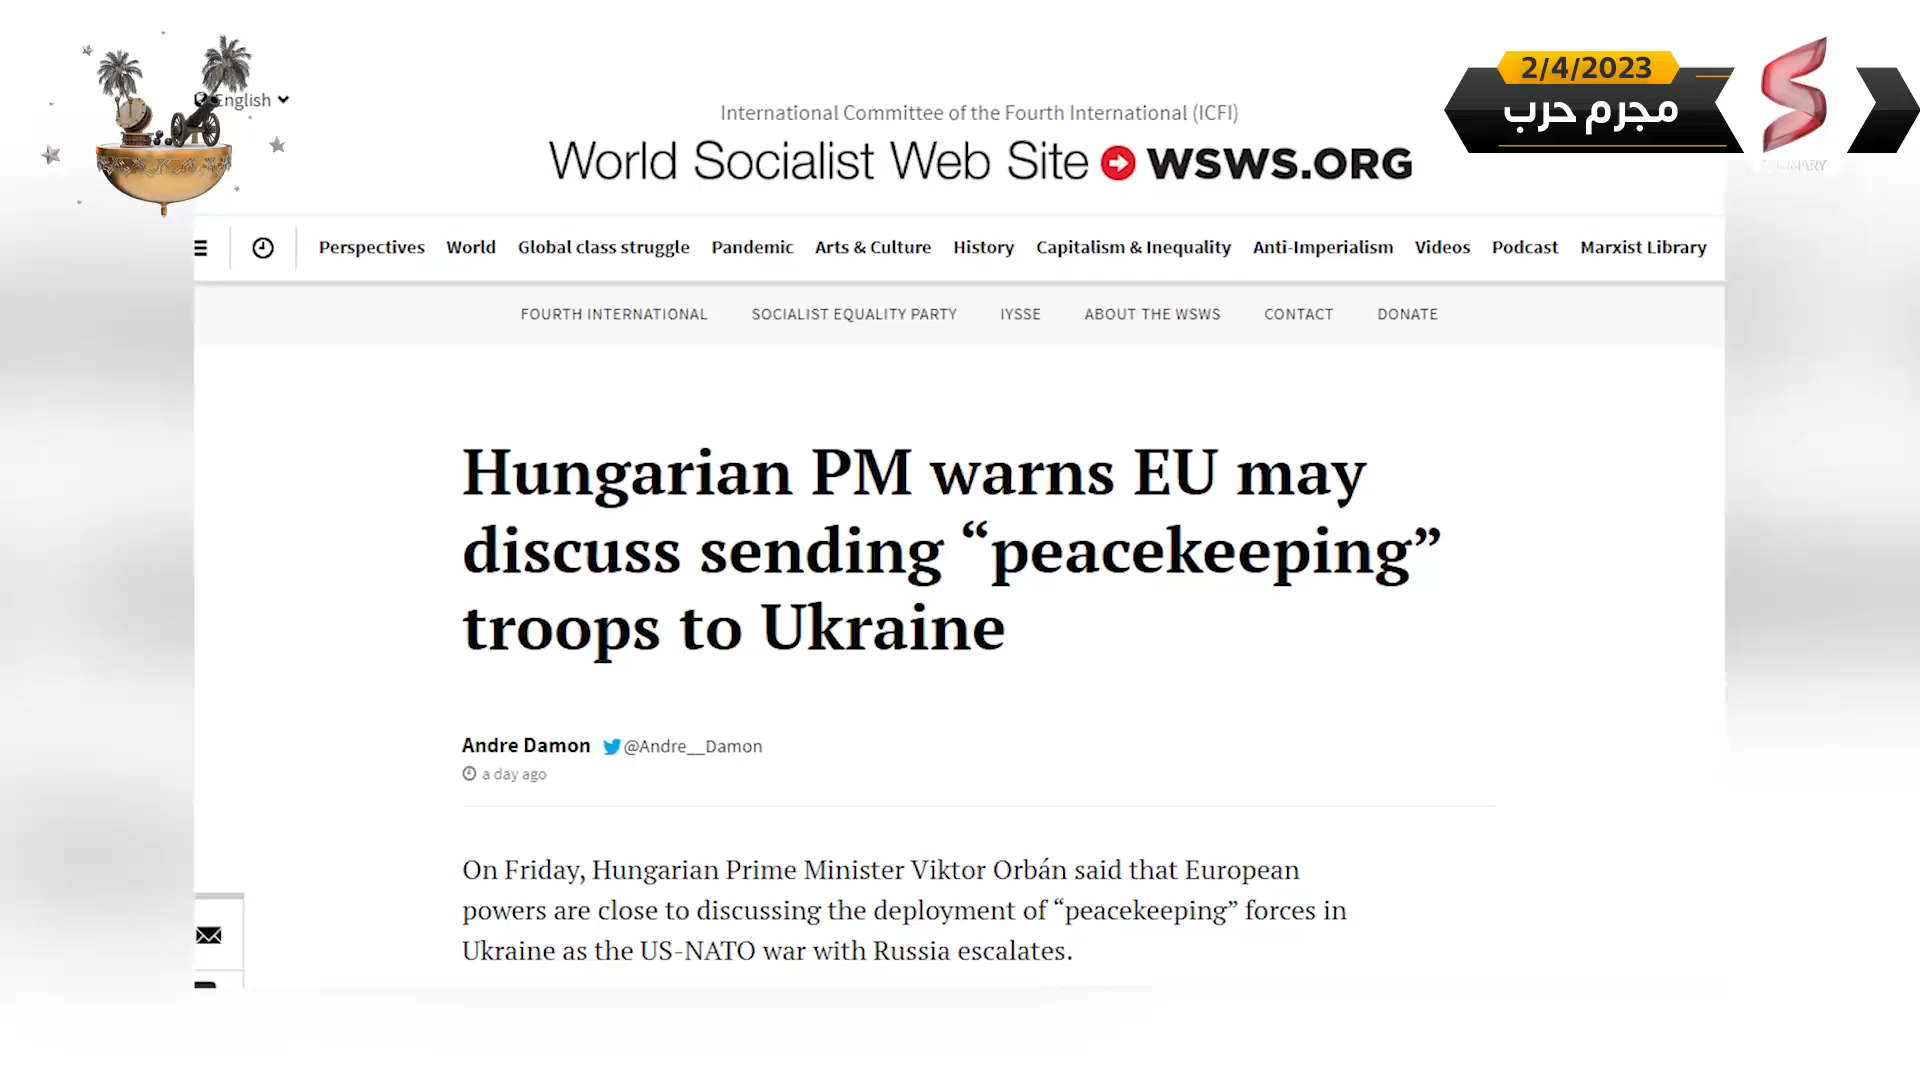 2/4/2023
مجرم حرب
English
International Committee of the Fourth International (ICFI)
World Socialist Web Site WSWS.ORG
Perspectives World Global class struggle Pandemic Arts & Culture History Capitalism & Inequality Anti-Imperialism Videos Podcast Marxist Library
FOURTH INTERNATIONAL SOCIALIST EQUALITY PARTY IYSSE ABOUT THE WSWS CONTACT DONATE
Hungarian PM warns EU may
discuss sending “peacekeeping”
troops to Ukraine
Andre Damon @Andre__Damon
a day ago
On Friday, Hungarian Prime Minister Viktor Orbán said that European
powers are close to discussing the deployment of “peacekeeping” forces in
Ukraine as the US-NATO war with Russia escalates.